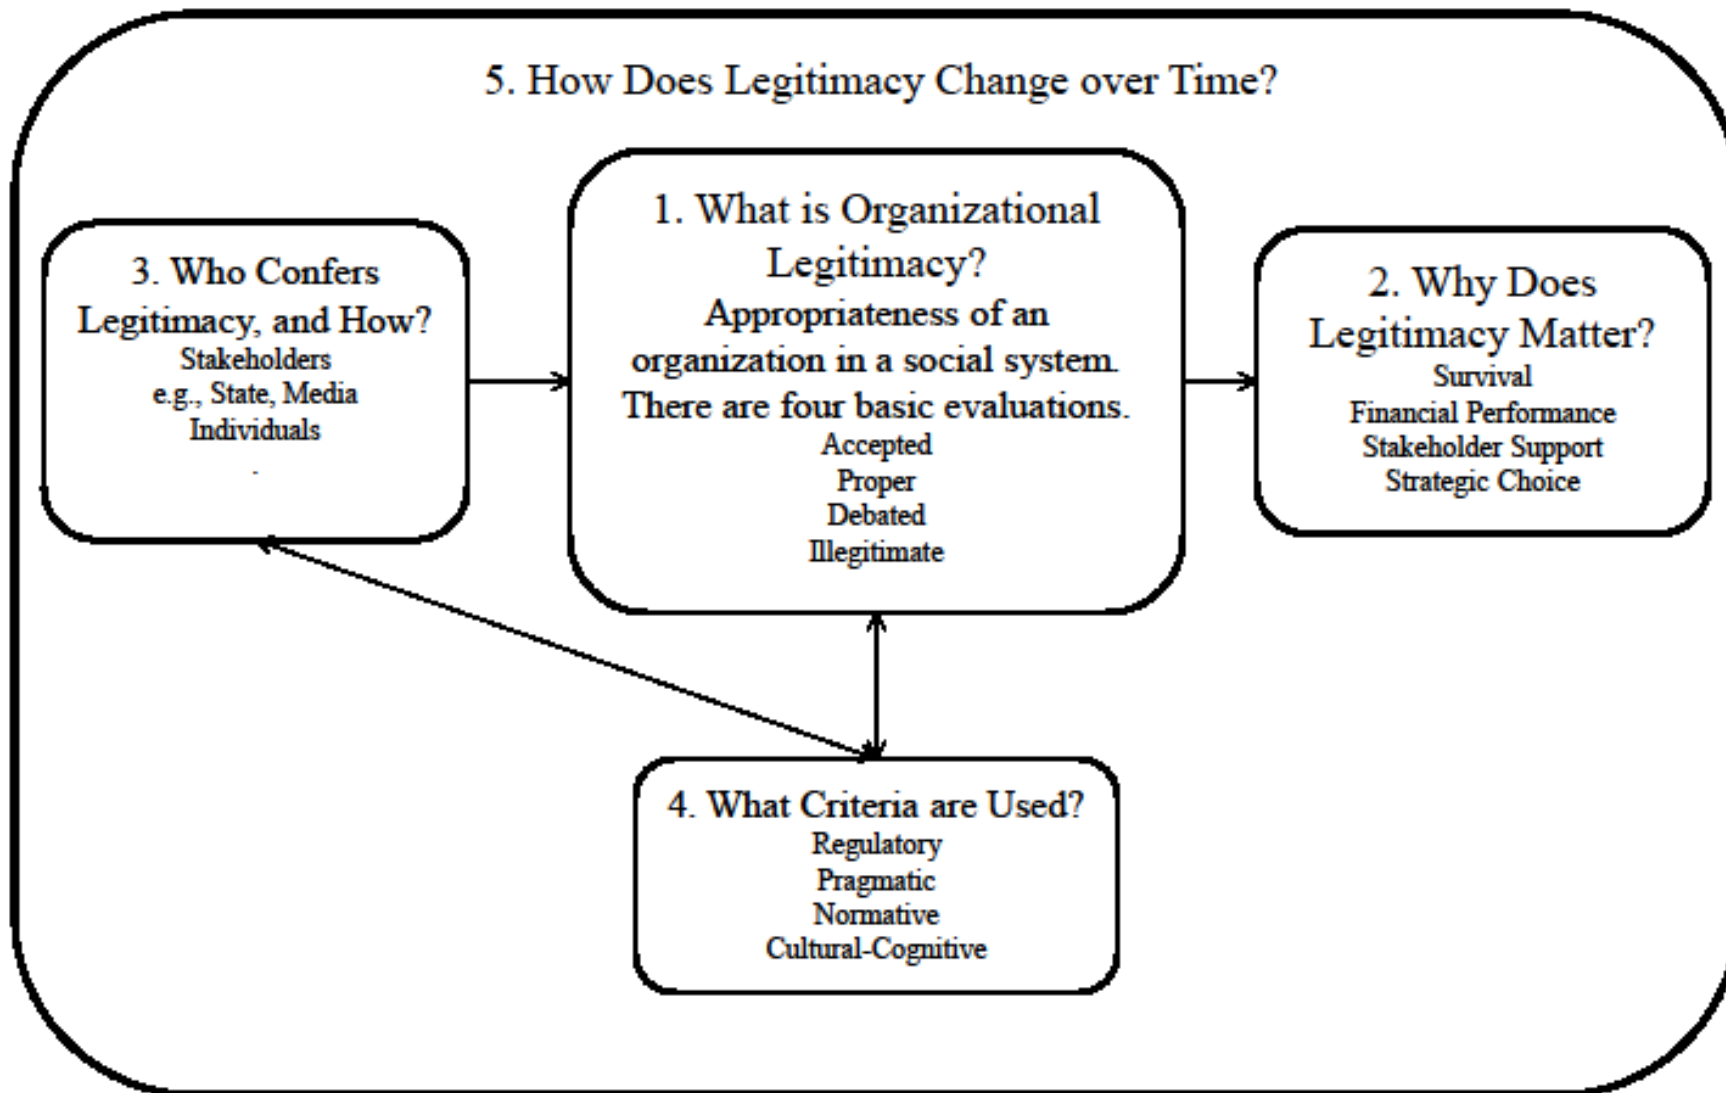 5. How Does Legitimacy Change over Time?
1. What is Organizational
Legitimacy?
Appropriateness of an
organization in a social system.
There are four basic evaluations.
Accepted
Proper
Debated
Illegitimate
3. Who Confers
Legitimacy, and How?
Stakeholders
e.g., State, Media
Individuals
.
2. Why Does
Legitimacy Matter?
Survival
Financial Performance
Stakeholder Support
Strategic Choice
4. What Criteria are Used?
Regulatory
Pragmatic
Normative
Cultural-Cognitive